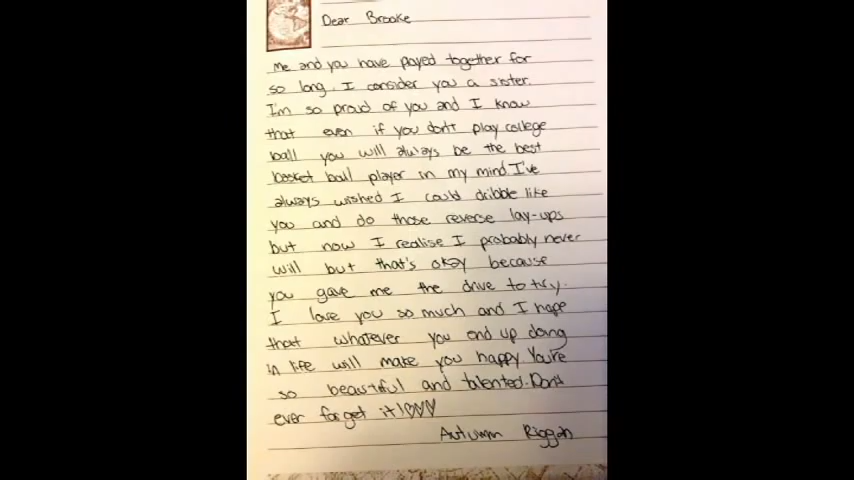 Dear Brooke
me and you have payed together for
so long. I consider you a sister.
I'm so proud of you and I know
that even if you don't play college
ball you will always be the best
basket ball player in my mind I've
always wished I could dribble like
you and do those reverse lay-ups
but now I realise I probably never
will but that's okay because
you gave me the drive to try.
I love you so much and I hope
that whatever you end up doing
in life will make you happy You're
so beautiful and talented. Don't
ever forget it!♡♡♡
Autumn Riggan